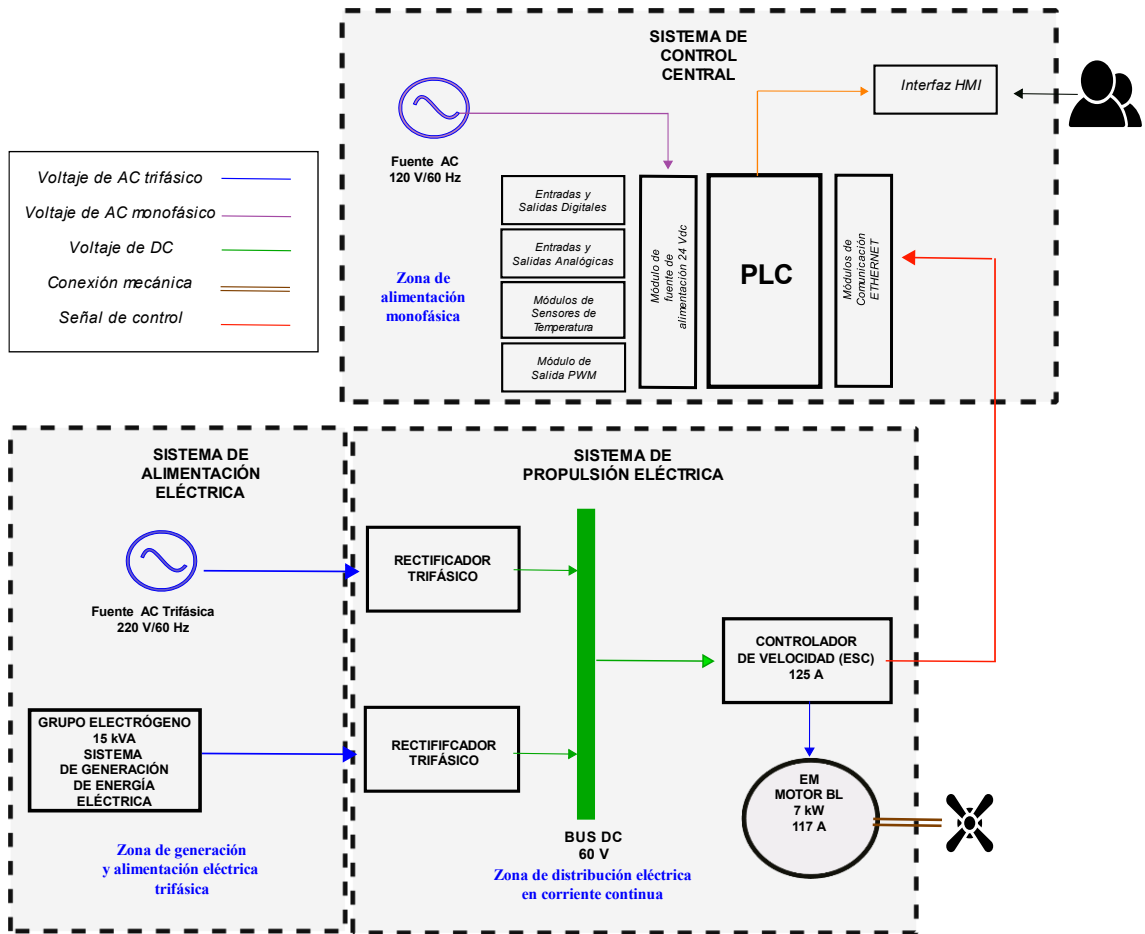 SISTEMA DE
CONTROL
CENTRAL
Interfaz HMI
Fuente  AC
120 V/60 Hz
Voltaje de AC trifásico
Voltaje de AC monofásico
Voltaje de DC
Conexión mecánica
Señal de control
Zona de
alimentación
monofásica
Entradas y
Salidas Digitales
Entradas y
Salidas Analógicas
Módulos de
Sensores de
Temperatura
Módulo de
Salida PWM
Módulo de
fuente de
alimentación 24 Vdc
PLC
Módulos de
Comunicación
ETHERNET
SISTEMA DE
ALIMENTACIÓN
ELÉCTRICA
Fuente  AC Trifásica
220 V/60 Hz
GRUPO ELECTRÓGENO
15 kVA
SISTEMA
DE GENERACIÓN
DE ENERGÍA
ELÉCTRICA
Zona de generación
y alimentación eléctrica
trifásica
SISTEMA DE
PROPULSIÓN ELÉCTRICA
RECTIFICADOR
TRIFÁSICO
RECTIFIFCADOR
TRIFÁSICO
BUS DC
60 V
Zona de distribución eléctrica
en corriente continua
CONTROLADOR
DE VELOCIDAD (ESC)
125 A
EM
MOTOR BL
7 kW
117 A